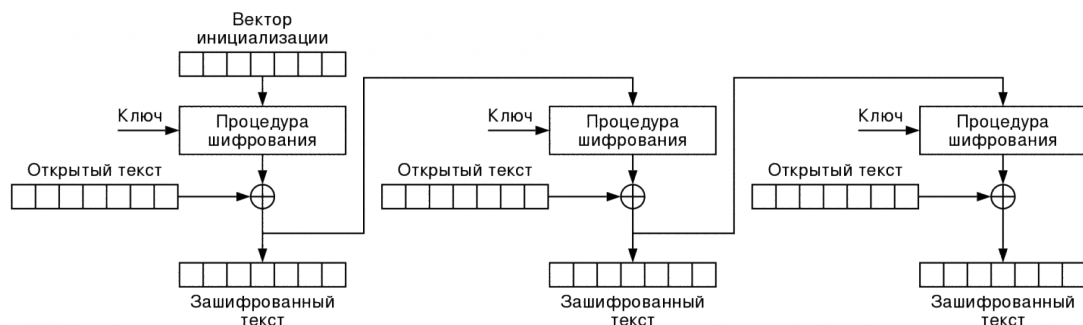 Вектор
инициализации
Ключ
Процедура
шифрования
Открытый текст
Зашифрованный
текст
Ключ
Процедура
шифрования
Открытый текст
Зашифрованный
текст
Ключ
Процедура
шифрования
Открытый текст
Зашифрованный
текст